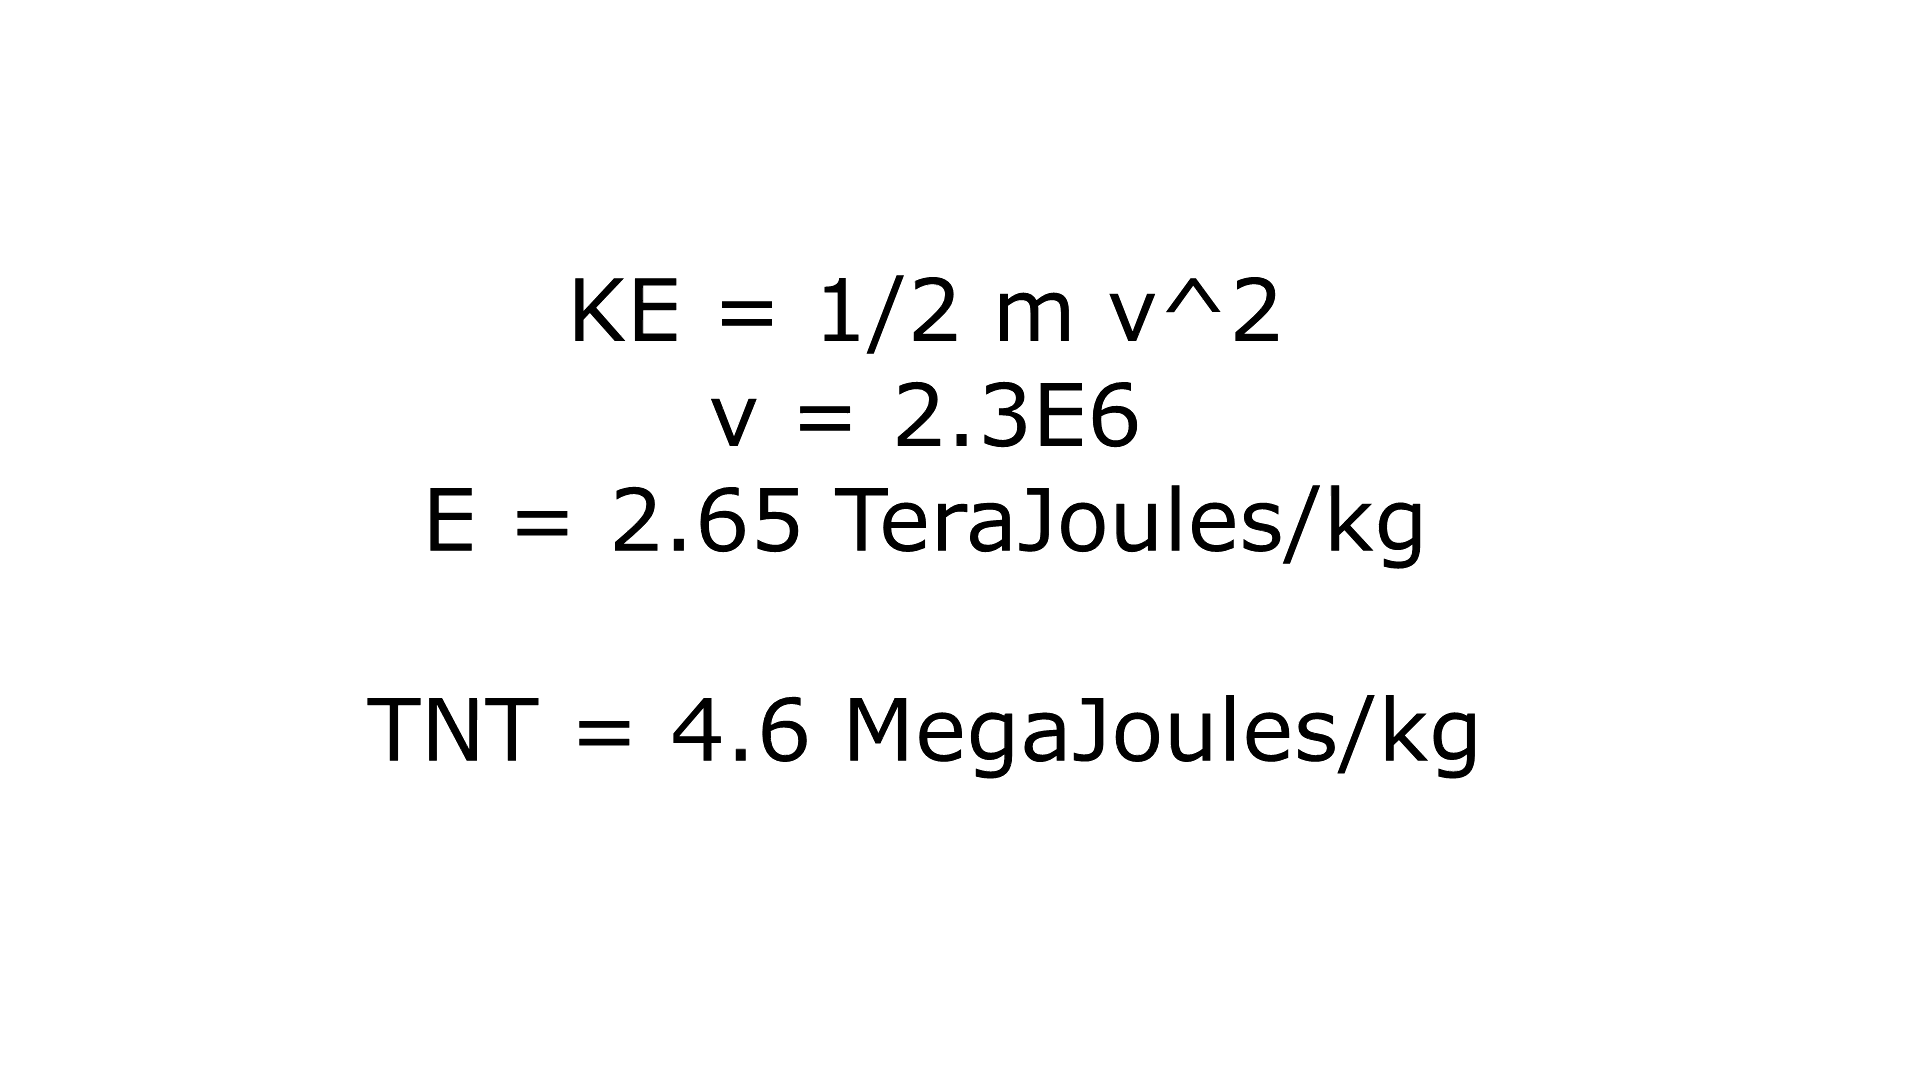 KE = 1/2 m v^2
v = 2.3E6
E = 2.65 TeraJoules/kg
TNT = 4.6 MegaJoules/kg